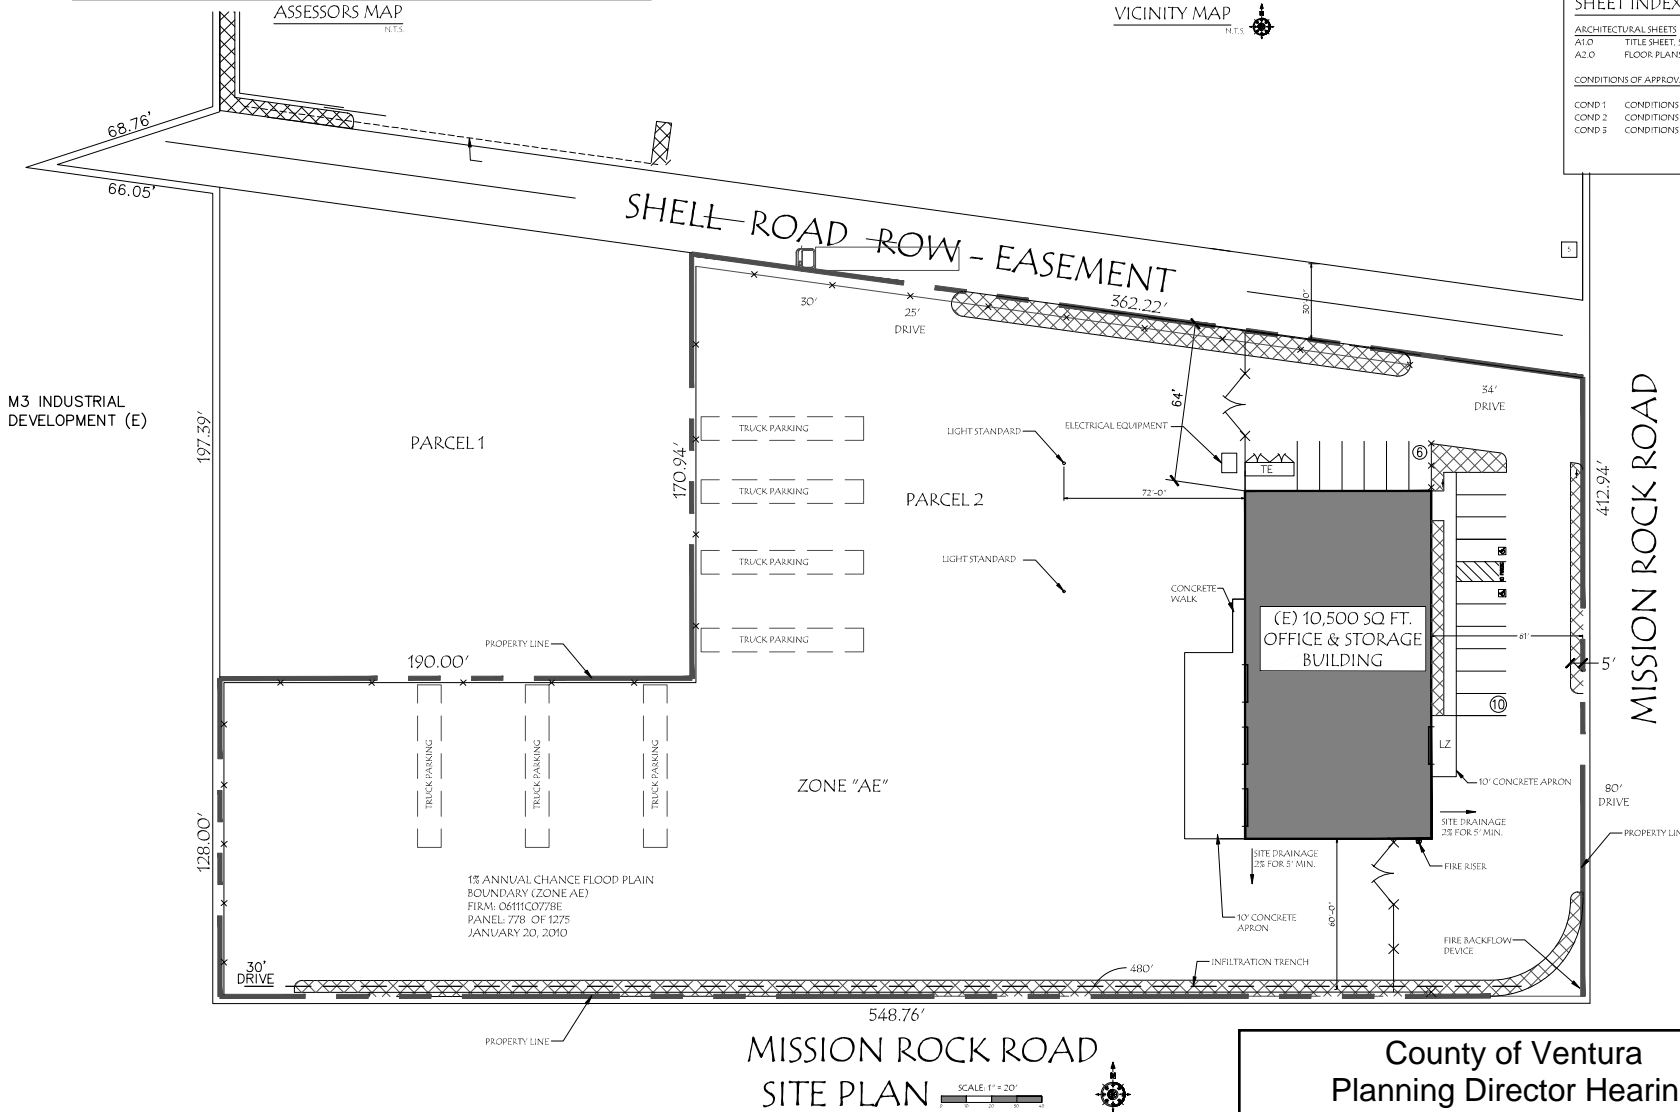 ASSESSORS MAP
N.T.S.
VICINITY MAP
N.T.S.
SHEET INDEX
ARCHITECTURAL SHEETS
A1.0 TITLE SHEET,
A2.0 FLOOR PLANS
CONDITIONS OF APPROV
COND 1 CONDITIONS
COND 2 CONDITIONS
COND 3 CONDITIONS
68.76'
66.05'
SHELL ROAD ROW - EASEMENT
5
30'
25'
DRIVE
362.22'
30'-0"
34'
DRIVE
M3 INDUSTRIAL
DEVELOPMENT (E)
197.39'
PARCEL 1
170.94'
TRUCK PARKING
TRUCK PARKING
TRUCK PARKING
TRUCK PARKING
PARCEL 2
LIGHT STANDARD
LIGHT STANDARD
ELECTRICAL EQUIPMENT
64'
72'-0"
TE
6
412.94'
MISSION ROCK ROAD
CONCRETE
WALK
(E) 10,500 SQ FT.
OFFICE & STORAGE
BUILDING
61'
5'
10
LZ
PROPERTY LINE
190.00'
TRUCK PARKING
TRUCK PARKING
TRUCK PARKING
ZONE "AE"
10' CONCRETE APRON
80'
DRIVE
SITE DRAINAGE
2% FOR 5' MIN.
PROPERTY LIN
128.00'
SITE DRAINAGE
2% FOR 5' MIN.
FIRE RISER
1% ANNUAL CHANCE FLOOD PLAIN
BOUNDARY (ZONE AE)
FIRM: 06111C0778E
PANEL: 778 OF 1275
JANUARY 20, 2010
10' CONCRETE
APRON
60'-0"
FIRE BACKFLOW
DEVICE
30'
DRIVE
480'
INFILTRATION TRENCH
548.76'
PROPERTY LINE
MISSION ROCK ROAD
SITE PLAN
SCALE: 1" = 20'
0 10 20 30 40
N
County of Ventura
Planning Director Hearin